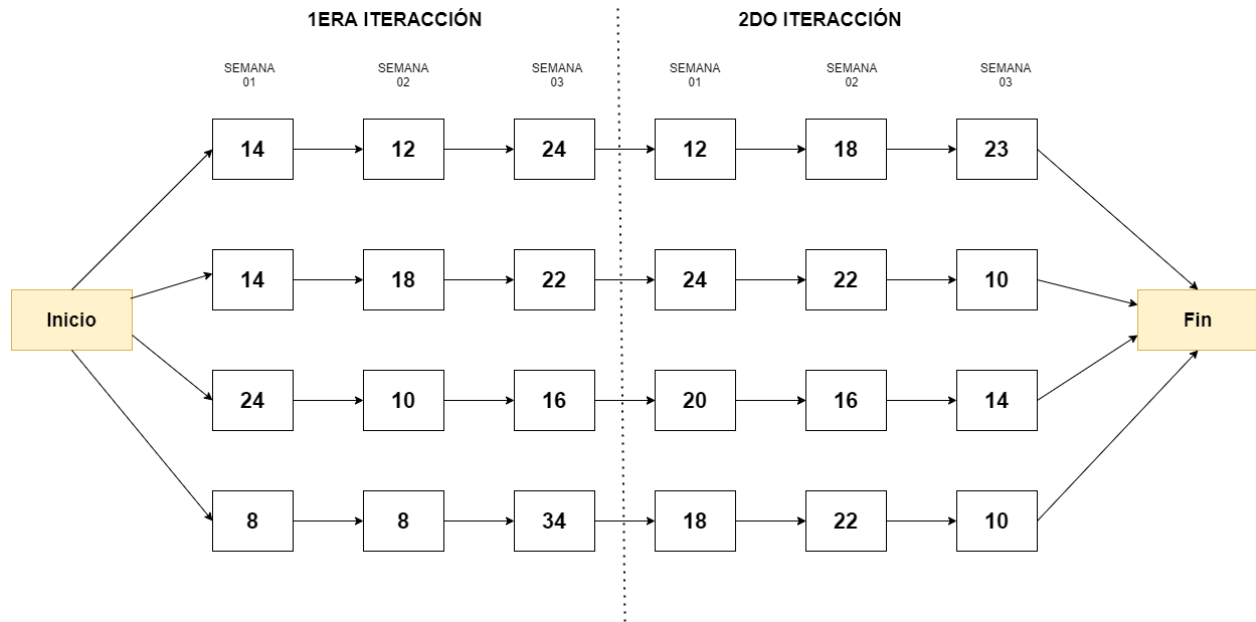 1ERA ITERACCIÓN
2DO ITERACCIÓN
SEMANA
01
SEMANA
02
SEMANA
03
SEMANA
01
SEMANA
02
SEMANA
03
14 12 24 12 18 23
14 18 22 24 22 10
Inicio
Fin
24 10 16 20 16 14
8 8 34 18 22 10